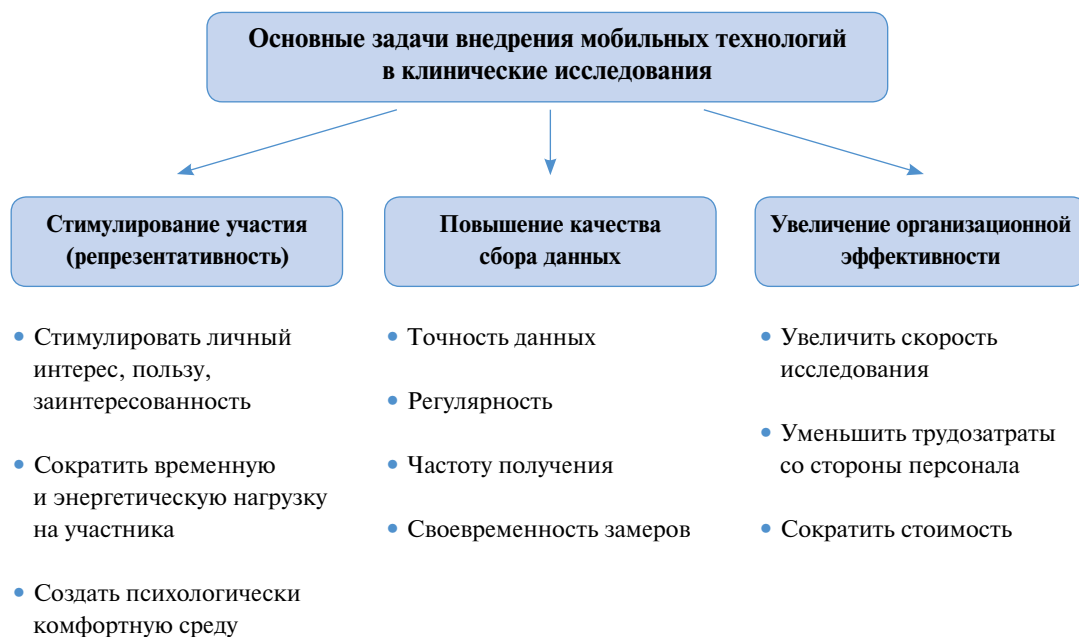 Основные задачи внедрения мобильных технологий
в клинические исследования
Стимулирование участия
(репрезентативность)
• Стимулировать личный
интерес, пользу,
заинтересованность
• Сократить временную
и энергетическую нагрузку
на участника
• Создать психологически
комфортную среду
Повышение качества
сбора данных
• Точность данных
• Регулярность
• Частоту получения
• Своевременность замеров
Увеличение организационной
эффективности
• Увеличить скорость
исследования
• Уменьшить трудозатраты
со стороны персонала
• Сократить стоимость